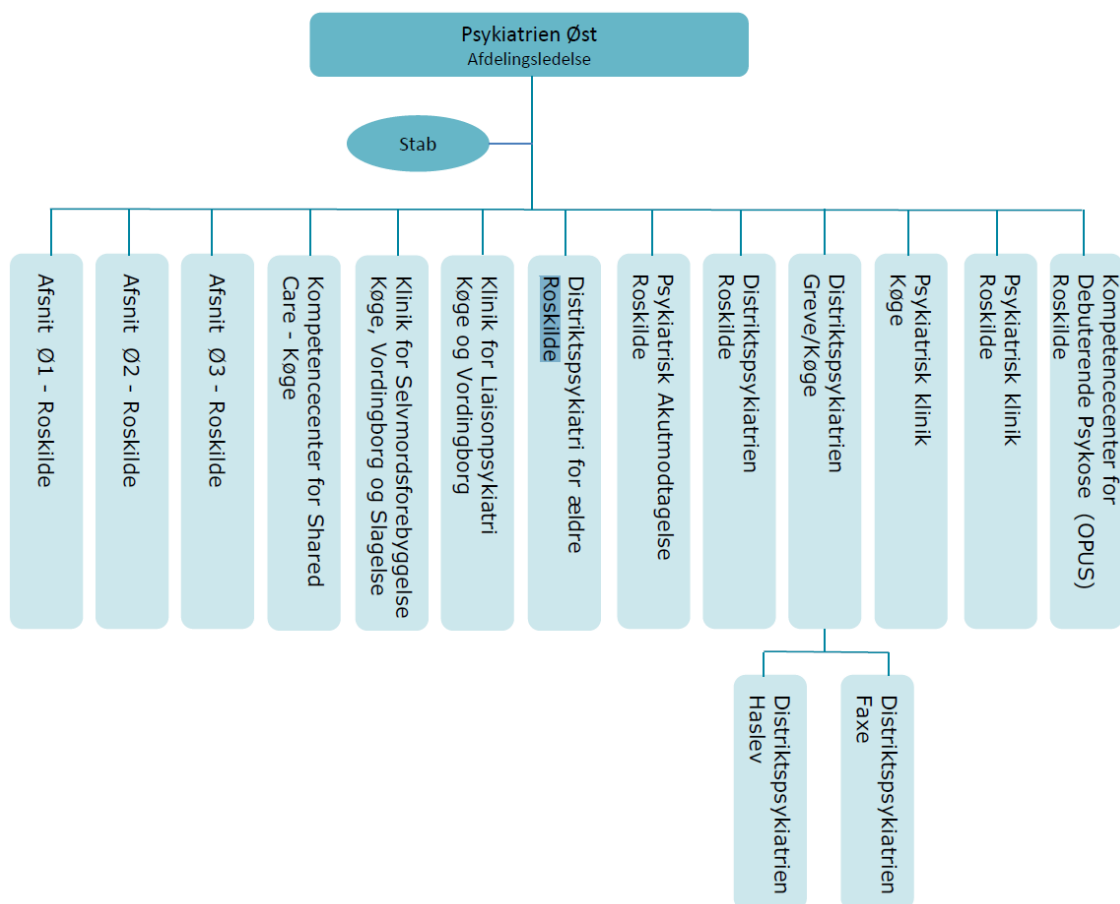 Psykiatrien Øst
Afdelingsledelse
Stab
Afsnit Ø1 - Roskilde
Afsnit Ø2 - Roskilde
Afsnit Ø3 - Roskilde
Kompetencecenter for Shared
Care - Køge
Klinik for Selvmordsforebyggelse
Køge, Vordingborg og Slagelse
Klinik for Liaisonpsykiatri
Køge og Vordingborg
Distriktspsykiatri for ældre
Roskilde
Psykiatrisk Akutmodtagelse
Roskilde
Distriktspsykiatrien
Roskilde
Distriktspsykiatrien
Greve/Køge
Psykiatrisk klinik
Køge
Psykiatrisk klinik
Roskilde
Kompetencecenter for
Debuterende Psykose (OPUS)
Roskilde
Distriktspsykiatrien
Haslev
Distriktspsykiatrien
Faxe